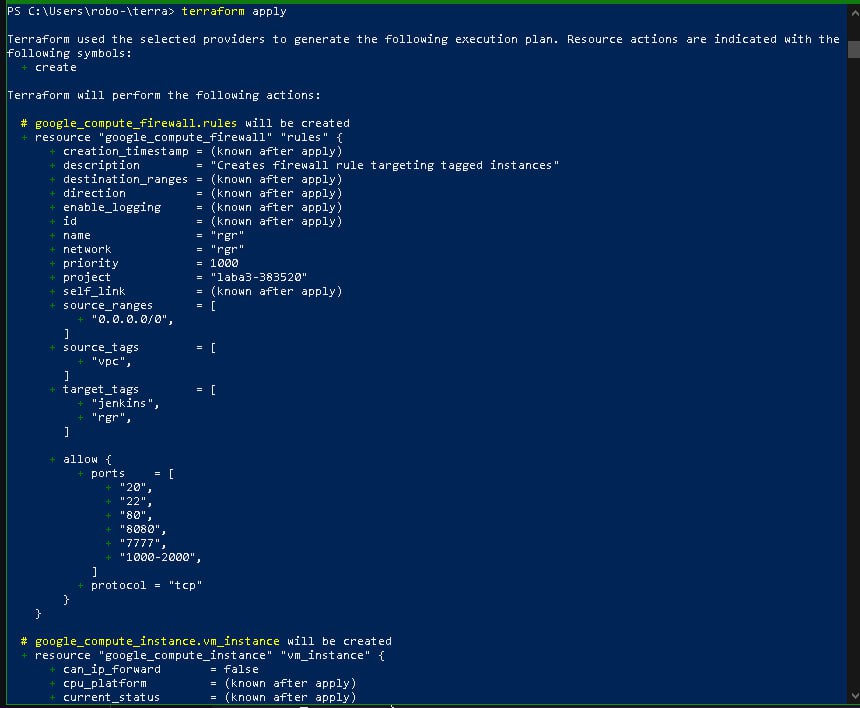 PS C:\Users\robo-\terra> terraform apply
Terraform used the selected providers to generate the following execution plan. Resource actions are indicated with the
following symbols:
+ create
Terraform will perform the following actions:
# google_compute_firewall.rules will be created
+ resource "google_compute_firewall" "rules" {
+ creation_timestamp = (known after apply)
+ description = "Creates firewall rule targeting tagged instances"
+ destination_ranges = (known after apply)
+ direction = (known after apply)
+ enable_logging = (known after apply)
+ id = (known after apply)
+ name = "rgr"
+ network = "rgr"
+ priority = 1000
+ project = "laba3-383520"
+ self_link = (known after apply)
+ source_ranges = [
+ "0.0.0.0/0",
]
+ source_tags = [
+ "vpc",
]
+ target_tags = [
+ "jenkins",
+ "rgr",
]
+ allow {
+ ports = [
+ "20",
+ "22",
+ "80",
+ "8080",
+ "7777",
+ "1000-2000",
]
+ protocol = "tcp"
}
}
# google_compute_instance.vm_instance will be created
+ resource "google_compute_instance" "vm_instance" {
+ can_ip_forward = false
+ cpu_platform = (known after apply)
+ current_status = (known after apply)